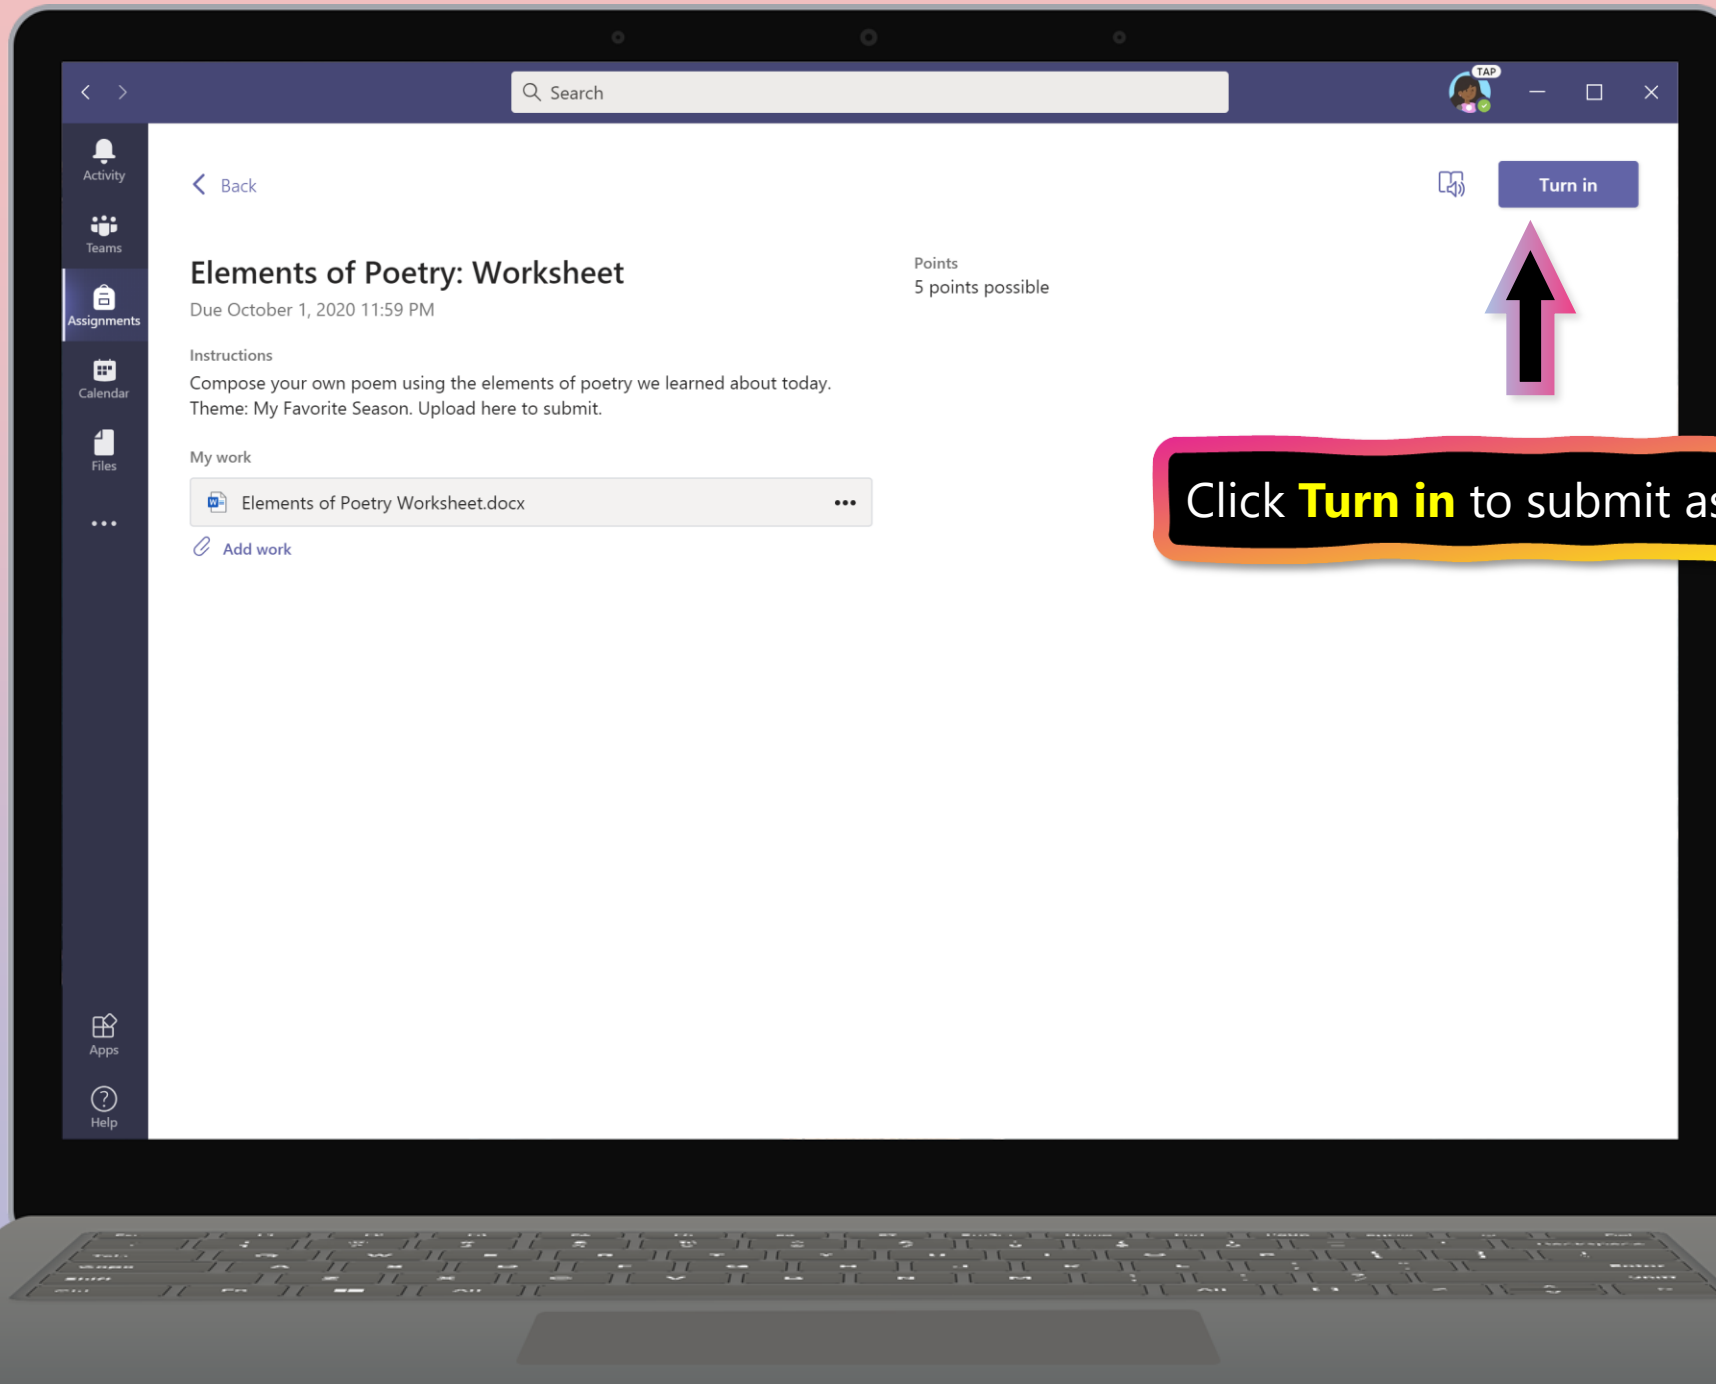 Search
TAP
Activity
Back
Turn in
Teams
Elements of Poetry: Worksheet
Points
5 points possible
Due October 1, 2020 11:59 PM
Assignments
Instructions
Compose your own poem using the elements of poetry we learned about today.
Theme: My Favorite Season. Upload here to submit.
Calendar
Files
My work
Elements of Poetry Worksheet.docx
Add work
Click Turn in to submit as
Apps
Help